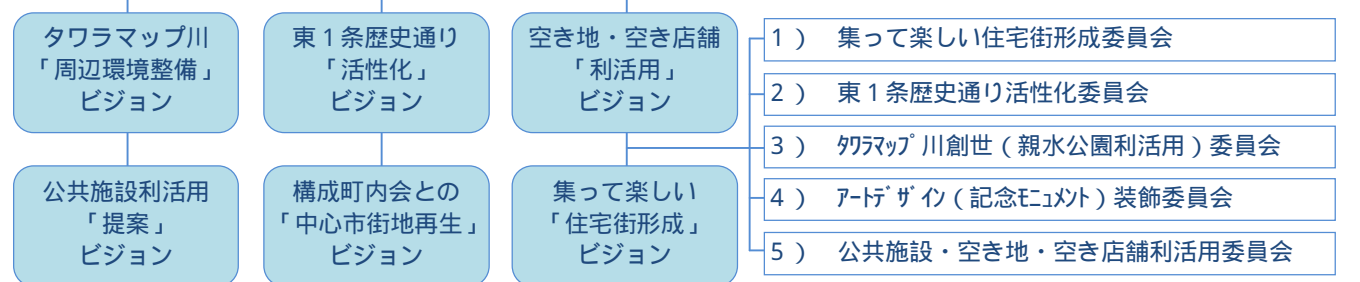 タワラマップ川
「周辺環境整備」
ビジョン
東１条歴史通り
「活性化」
ビジョン
空き地・空き店舗
「利活用」
ビジョン
公共施設利活用
「提案」
ビジョン
構成町内会との
「中心市街地再生」
ビジョン
集って楽しい
「住宅街形成」
ビジョン
１）　集って楽しい住宅街形成委員会
２）　東１条歴史通り活性化委員会
３）　ﾀﾜﾗﾏｯﾌﾟ川創世（親水公園利活用）委員会
４）　ｱｰﾄﾃﾞｻﾞｲﾝ（記念ﾓﾆｭﾒﾝﾄ）装飾委員会
５）　公共施設・空き地・空き店舗利活用委員会